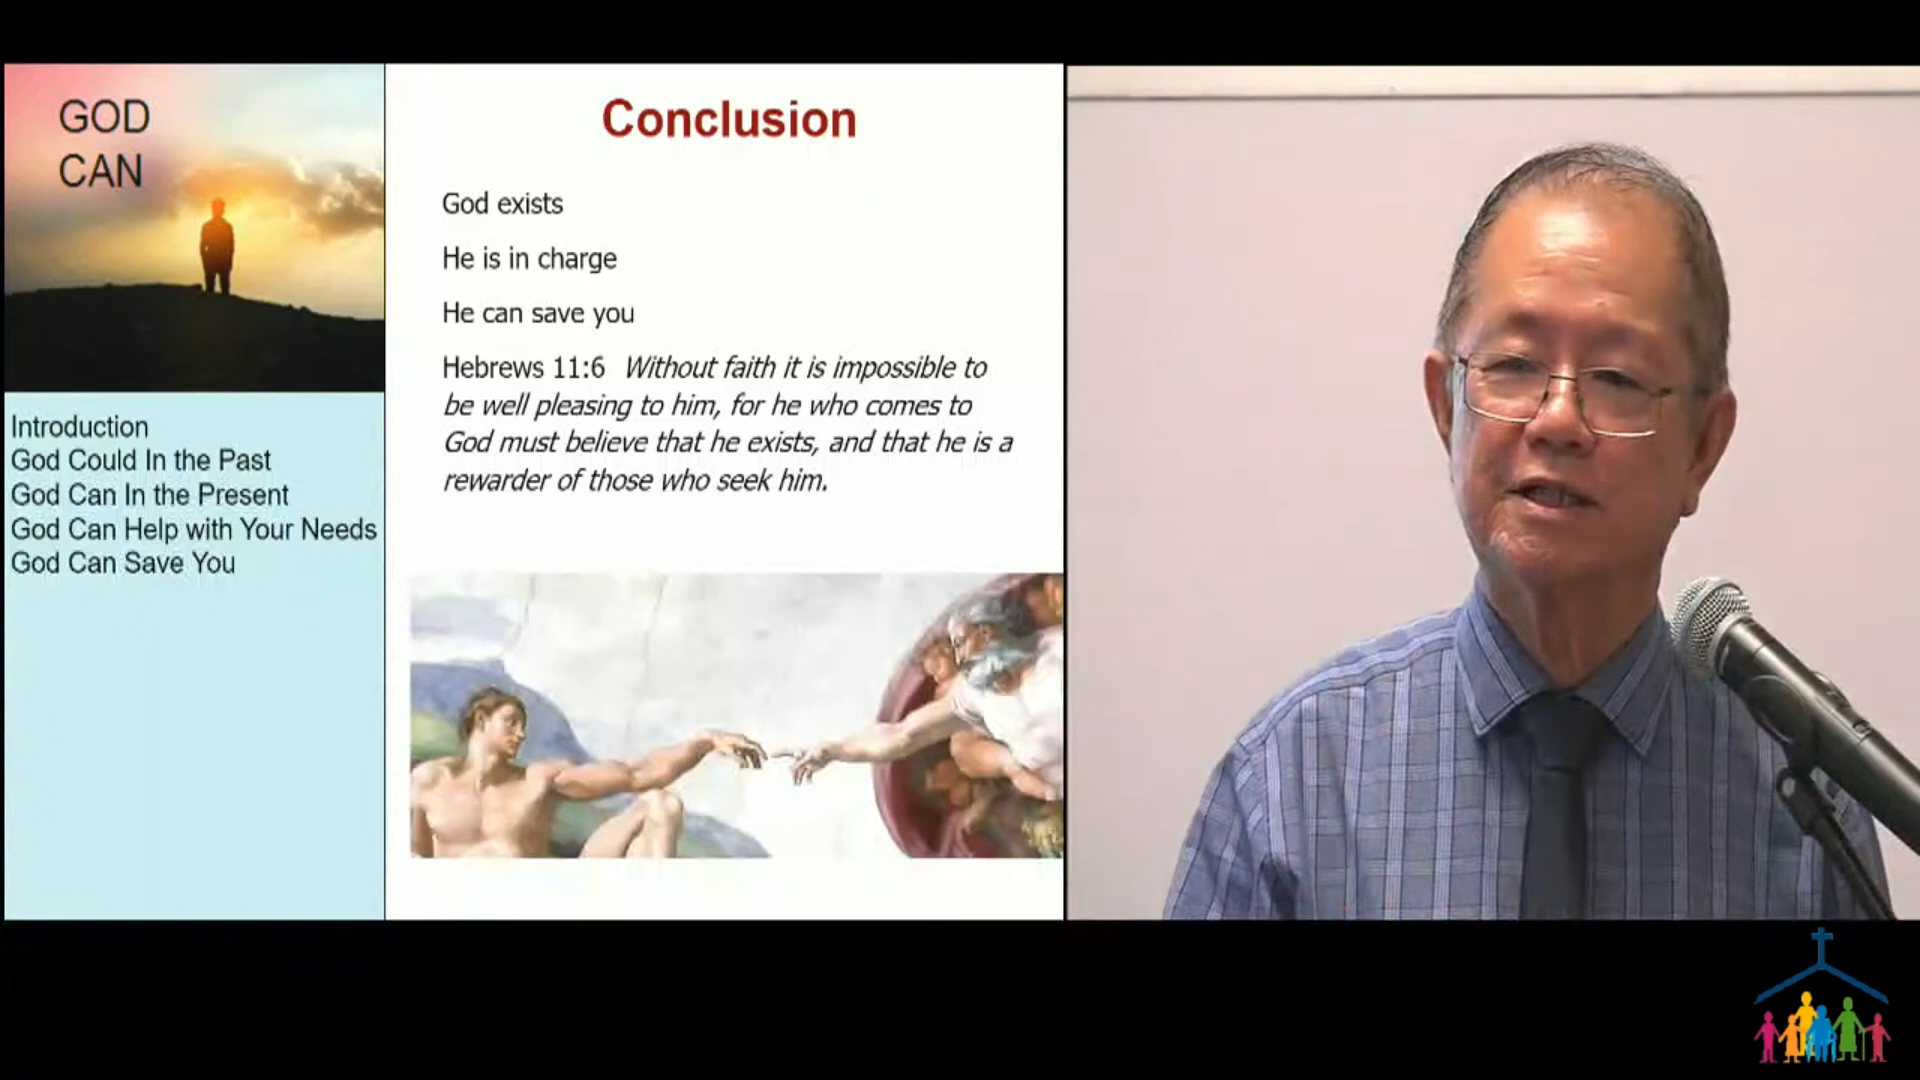 GOD
CAN
Introduction
God Could In the Past
God Can In the Present
God Can Help with Your Needs
God Can Save You
Conclusion
God exists
He is in charge
He can save you
Hebrews 11:6 Without faith it is impossible to
be well pleasing to him, for he who comes to
God must believe that he exists, and that he is a
rewarder of those who seek him.